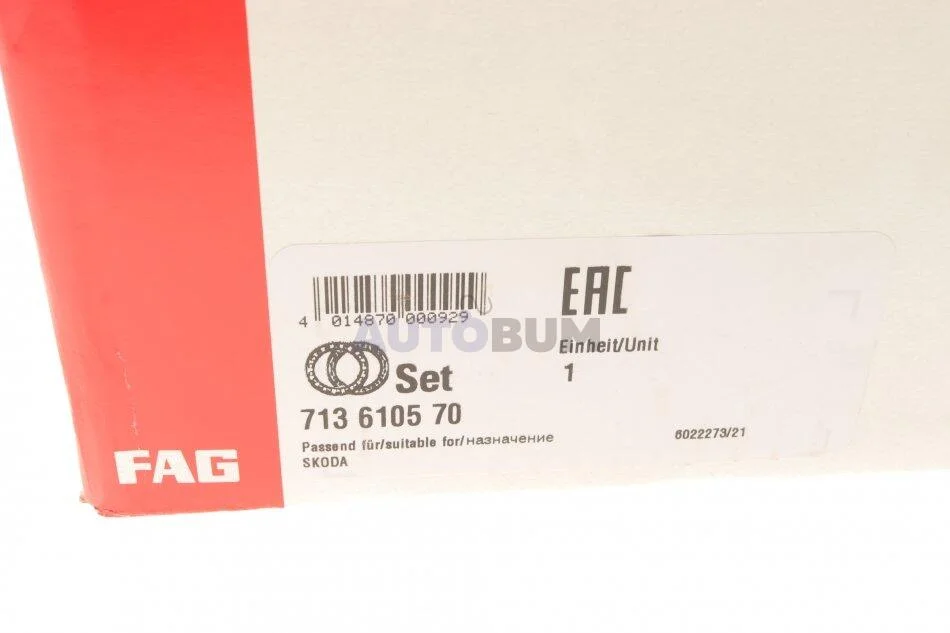 EAC
4 014870 000929
AUTOBUM
Einheit/Unit
1
Set
713 6105 70
Passend für/suitable for/назначение
SKODA
6022273/21
FAG